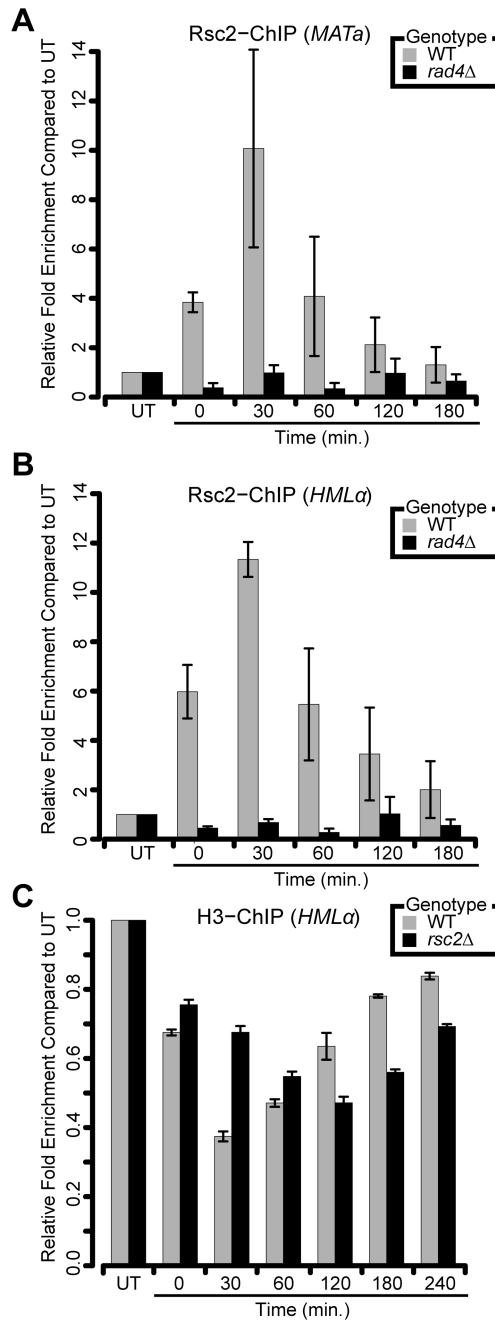 A
Rsc2−ChIP (MATa)
Genotype
WT
rad4Δ
Relative Fold Enrichment Compared to UT
14
12
10
8
6
4
2
0
UT 0 30 60 120 180
Time (min.)
B
Rsc2−ChIP (HMLα)
Genotype
WT
rad4Δ
Relative Fold Enrichment Compared to UT
14
12
10
8
6
4
2
0
UT 0 30 60 120 180
Time (min.)
C
H3−ChIP (HMLα)
Genotype
WT
rsc2Δ
Relative Fold Enrichment Compared to UT
1.0
0.8
0.6
0.4
0.2
0.0
UT 0 30 60 120 180 240
Time (min.)